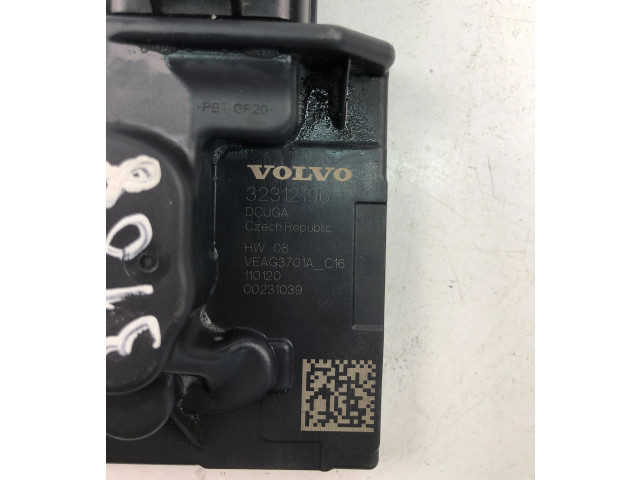 -PBT-GF20-
VOLVO
32312196
DCUGA
Czech Republic
HW 08
VEAG3701A_C16
110120
00231039